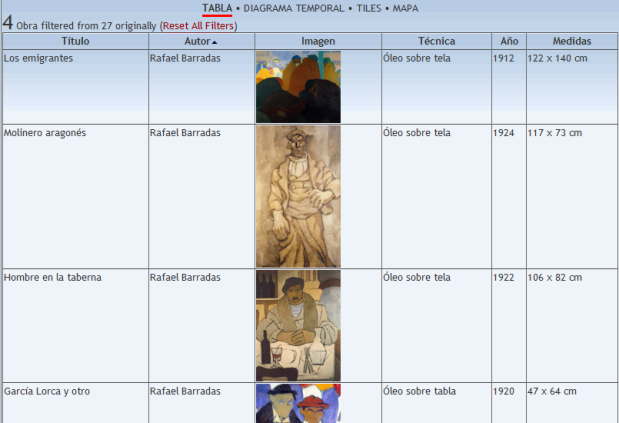 TABLA • DIAGRAMA TEMPORAL • TILES • MAPA
4 Obra filtered from 27 originally (Reset All Filters)
Título Autor Imagen Técnica Año Medidas
Los emigrantes Rafael Barradas Óleo sobre tela 1912 122 x 140 cm
Molinero aragonés Rafael Barradas Óleo sobre tela 1924 117 x 73 cm
Hombre en la taberna Rafael Barradas Óleo sobre tela 1922 106 x 82 cm
García Lorca y otro Rafael Barradas Óleo sobre tabla 1920 47 x 64 cm